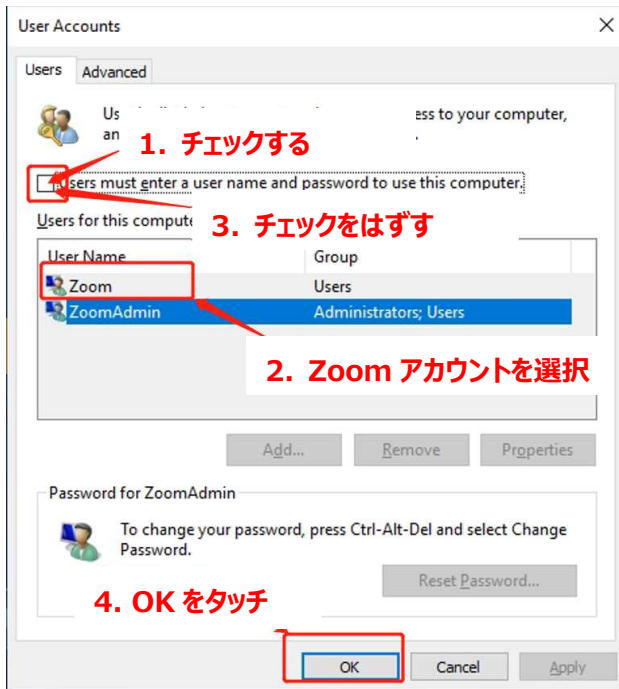 User Accounts
Users Advanced
Us ess to your computer,
an .
1. チェックする
Users must enter a user name and password to use this computer.
Users for this compute
3. チェックをはずす
User Name Group
Zoom Users
ZoomAdmin Administrators; Users
2. Zoom アカウントを選択
Add... Remove Properties
Password for ZoomAdmin
To change your password, press Ctrl-Alt-Del and select Change
Password.
Reset Password...
4. OK をタッチ
OK Cancel Apply